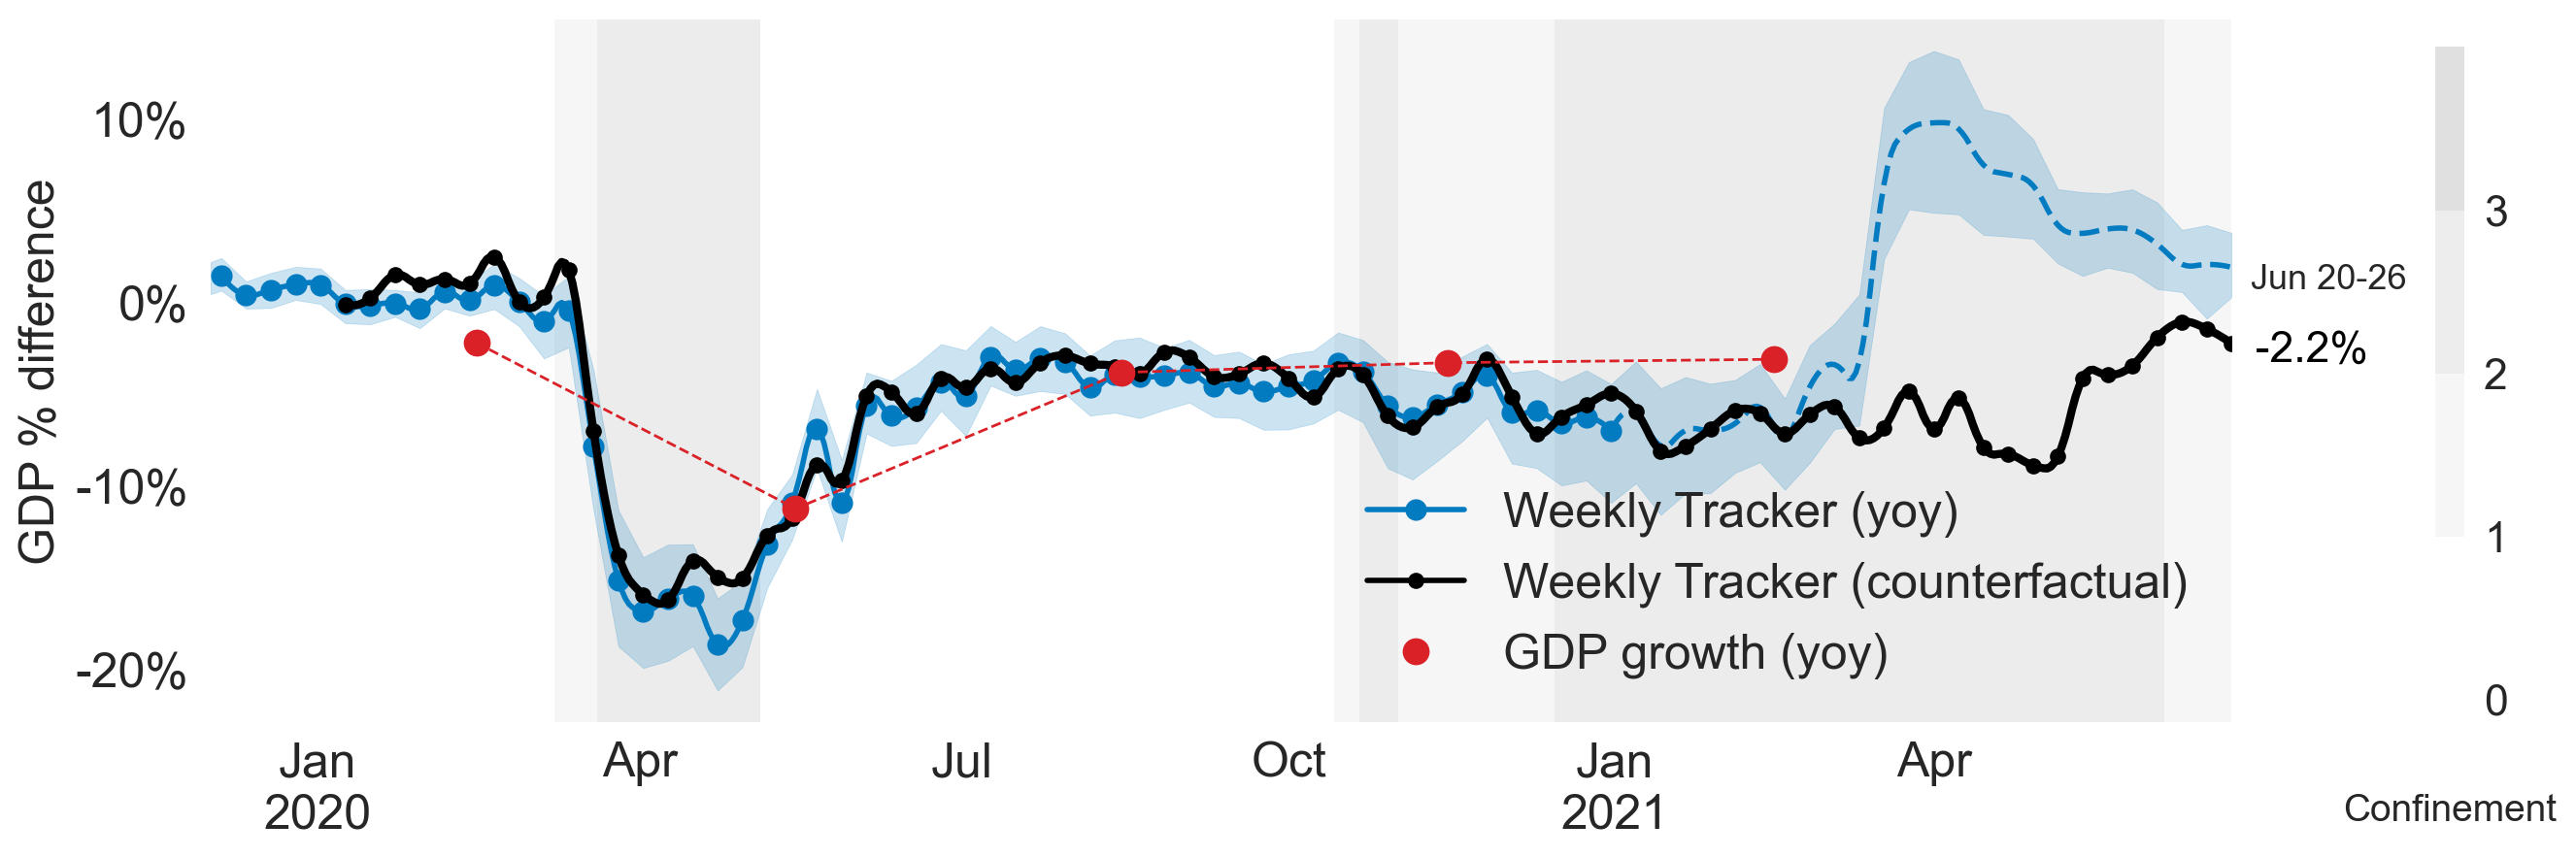 GDP % difference
10%
0%
-10%
-20%
Jan
2020
Apr
Jul
Oct
Jan
2021
Apr
Weekly Tracker (yoy)
Weekly Tracker (counterfactual)
GDP growth (yoy)
Jun 20-26
-2.2%
3
2
1
0
Confinement